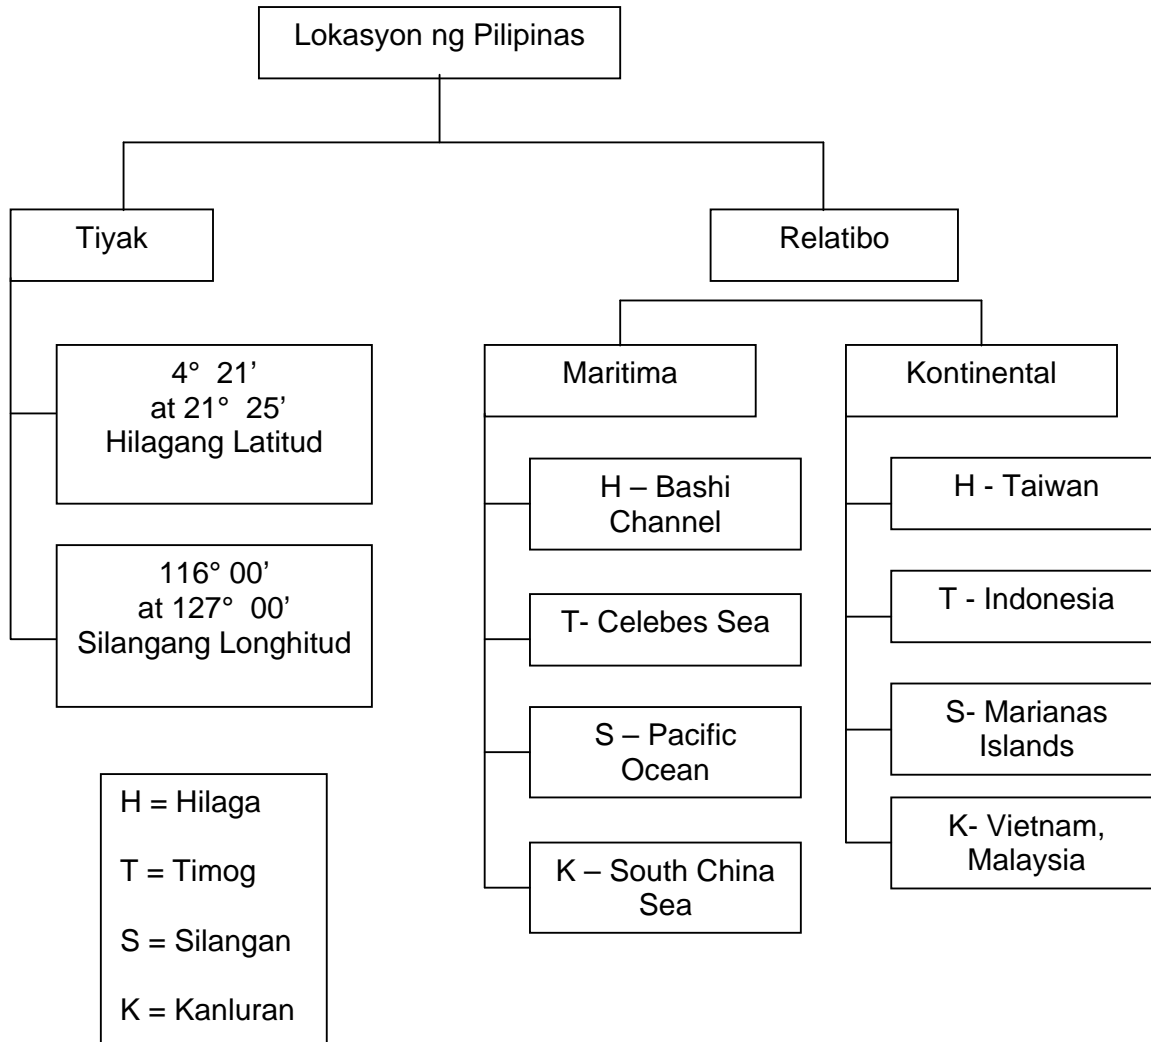 Lokasyon ng Pilipinas
Tiyak
Relatibo
4° 21’
at 21° 25’
Hilagang Latitud
116° 00’
at 127° 00’
Silangang Longhitud
Maritima
Kontinental
H – Bashi
Channel
T- Celebes Sea
S – Pacific
Ocean
K – South China
Sea
H - Taiwan
T - Indonesia
S- Marianas
Islands
K- Vietnam,
Malaysia
H = Hilaga
T = Timog
S = Silangan
K = Kanluran